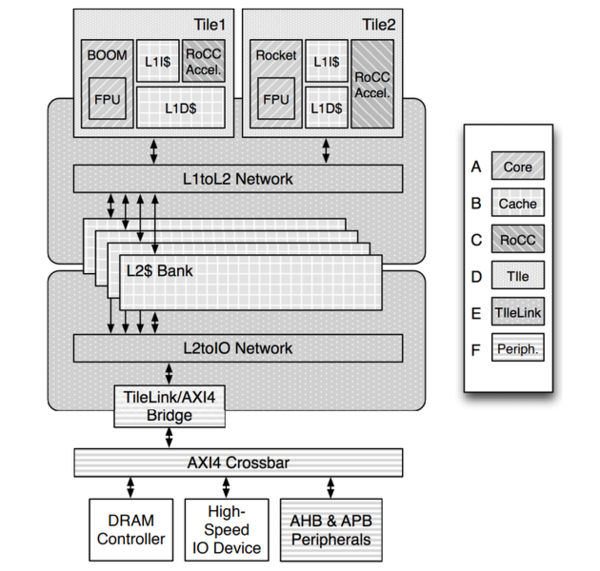 Tile1
Tile2
BOOM
FPU
L1I$
RoCC
Accel.
L1D$
Rocket
FPU
L1I$
L1D$
RoCC
Accel.
L1toL2 Network
L2$ Bank
L2toIO Network
TileLink/AXI4
Bridge
AXI4 Crossbar
DRAM
Controller
High-
Speed
IO Device
AHB & APB
Peripherals
A Core
B Cache
C RoCC
D TIle
E TIleLink
F Periph.